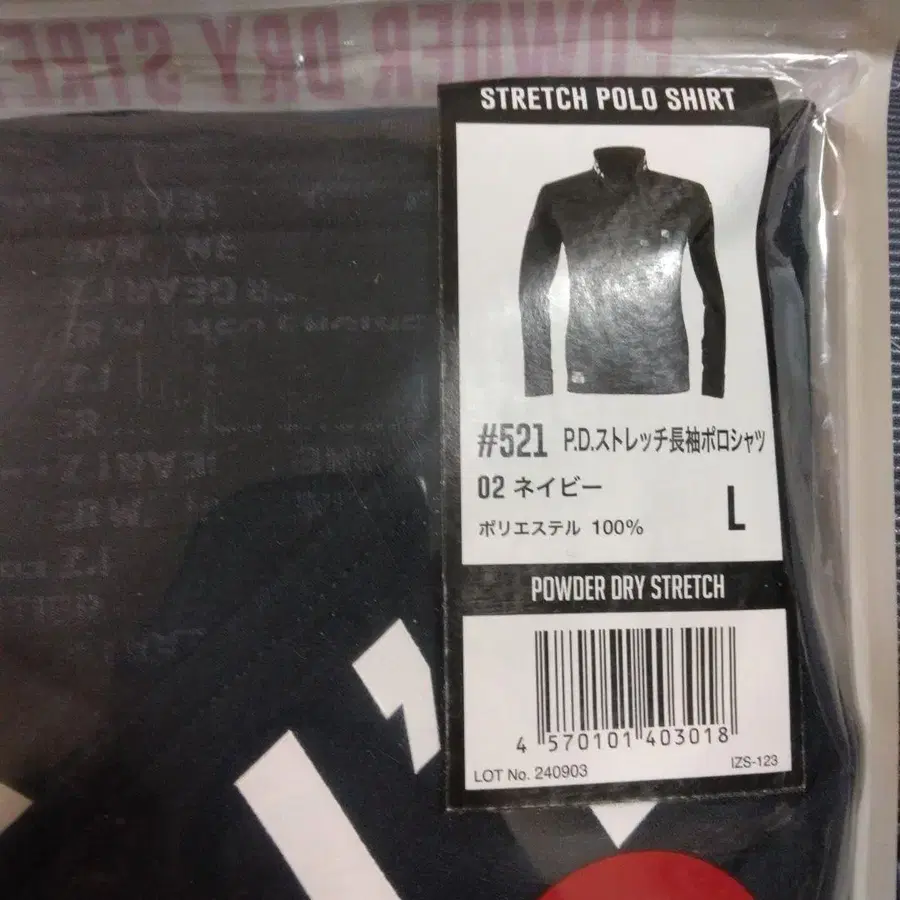 POWDER DRY STRE
STRETCH POLO SHIRT
#521 P.D.ストレッチ長袖ポロシャツ
02 ネイビー
L
ポリエステル 100%
POWDER DRY STRETCH
4 570101 403018
LOT No. 240903
IZS-123